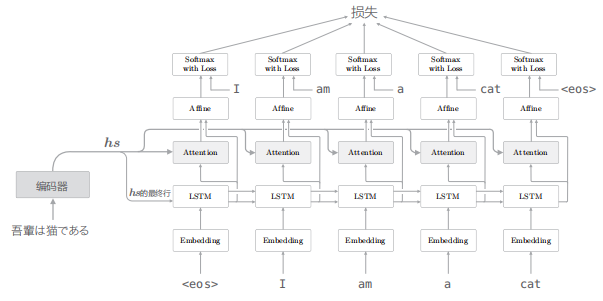 损失
Softmax
with Loss
Softmax
with Loss
Softmax
with Loss
Softmax
with Loss
Softmax
with Loss
I
am
a
cat
<eos>
Affine
Affine
Affine
Affine
Affine
hs
Attention
Attention
Attention
Attention
Attention
编码器
hs的最终行
LSTM
LSTM
LSTM
LSTM
LSTM
吾輩は猫である
Embedding
Embedding
Embedding
Embedding
Embedding
<eos>
I
am
a
cat